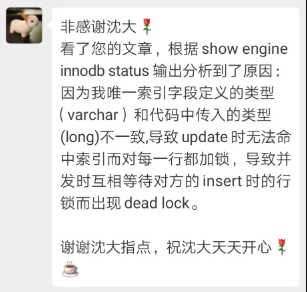 非感谢沈大🌹
看了您的文章，根据 show engine
innodb status 输出分析到了原因：
因为我唯一索引字段定义的类型
（varchar）和代码中传入的类型
(long)不一致,导致 update 时无法命
中索引而对每一行都加锁，导致并
发时互相等待对方的 insert 时的行
锁而出现 dead lock。
谢谢沈大指点，祝沈大天天开心🌹
☕